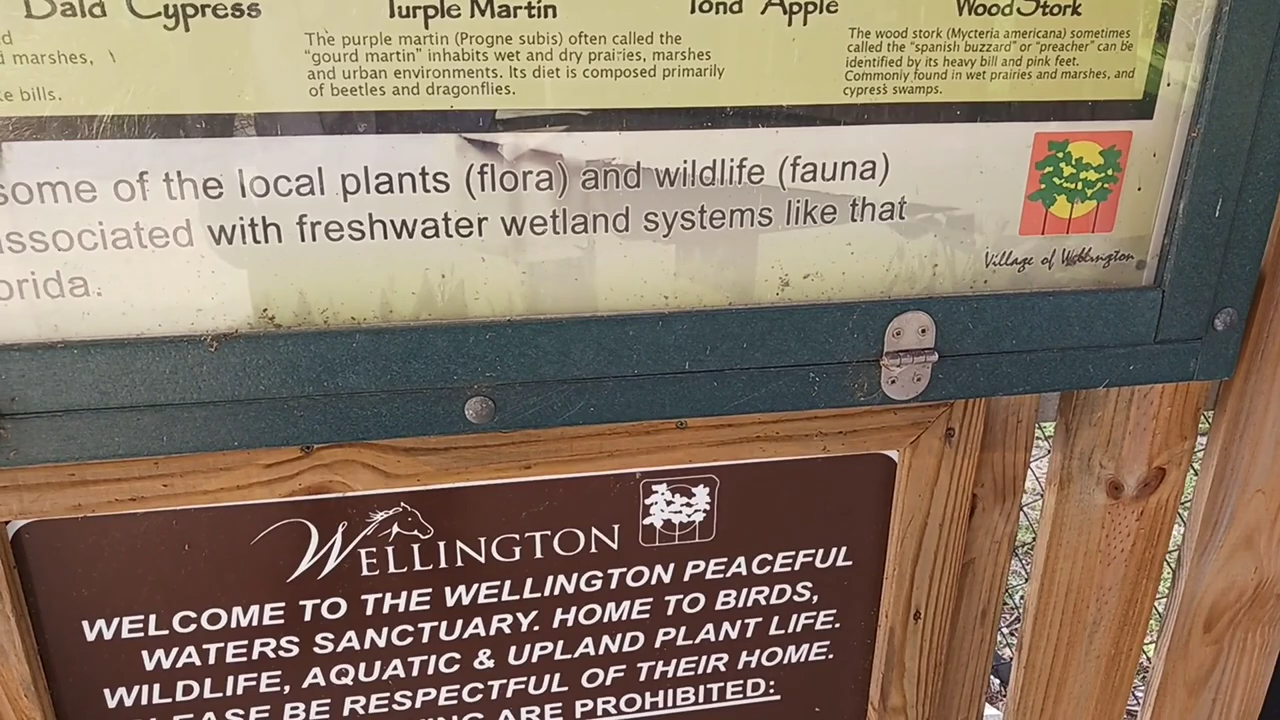 Bald Cypress
Purple Martin
Pond Apple
Wood Stork
marshes,
bills.
The purple martin (Progne subis) often called the
"gourd martin" inhabits wet and dry prairies, marshes
and urban environments. Its diet is composed primarily
of beetles and dragonflies.
The wood stork (Mycteria americana) sometimes
called the "spanish buzzard" or "preacher" can be
identified by its heavy bill and pink feet.
Commonly found in wet prairies and marshes, and
cypress swamps.
some of the local plants (flora) and wildlife (fauna)
associated with freshwater wetland systems like that
Village of Wellington
WELLINGTON
WELCOME TO THE WELLINGTON PEACEFUL
WATERS SANCTUARY. HOME TO BIRDS,
WILDLIFE, AQUATIC & UPLAND PLANT LIFE.
PLEASE BE RESPECTFUL OF THEIR HOME.
ARE PROHIBITED: